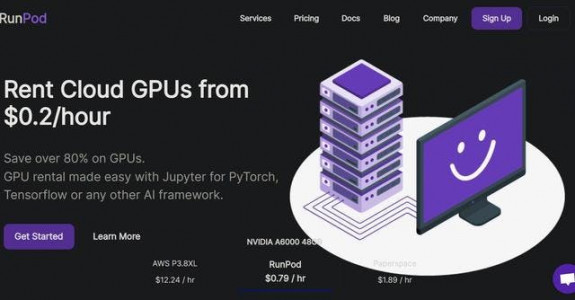 RunPod
Services Pricing Docs Blog Company Sign Up Login
Rent Cloud GPUs from
$0.2/hour
Save over 80% on GPUs.
GPU rental made easy with Jupyter for PyTorch,
Tensorflow or any other AI framework.
Get Started Learn More
NVIDIA A6000
AWS P3.8XL RunPod Paperspace
$12.24 / hr $0.79 / hr $1.89 / hr